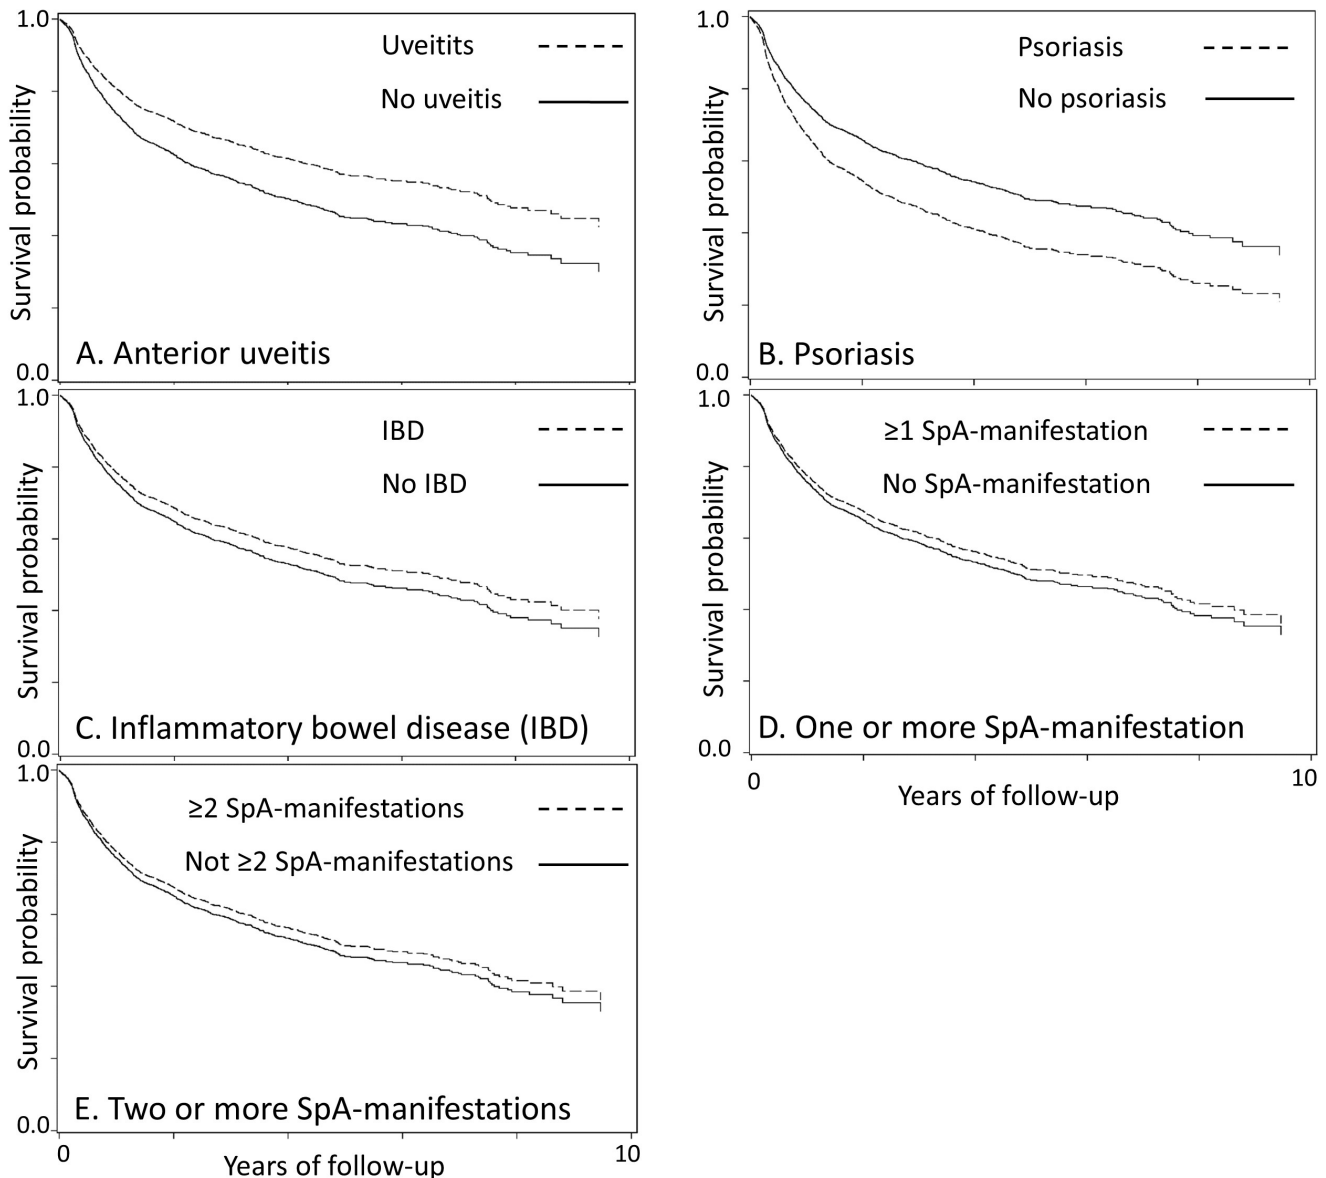 1.0
Uveitits
No uveitis
Survival probability
A. Anterior uveitis
0.0
1.0
Psoriasis
No psoriasis
Survival probability
B. Psoriasis
0.0
1.0
IBD
No IBD
Survival probability
C. Inflammatory bowel disease (IBD)
0.0
1.0
≥1 SpA-manifestation
No SpA-manifestation
Survival probability
D. One or more SpA-manifestation
0.0
0
10
Years of follow-up
1.0
≥2 SpA-manifestations
Not ≥2 SpA-manifestations
Survival probability
E. Two or more SpA-manifestations
0.0
0
10
Years of follow-up